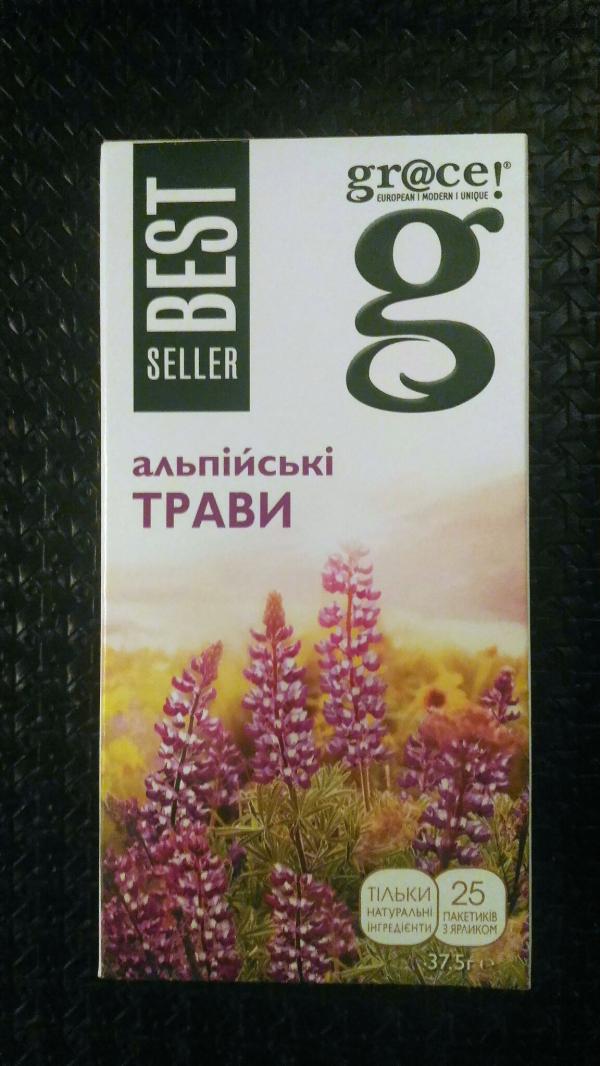 BEST
SELLER
gr@ce!®
EUROPEAN | MODERN | UNIQUE
g
альпійські
ТРАВИ
ТІЛЬКИ
НАТУРАЛЬНІ
ІНГРЕДІЄНТИ
25
ПАКЕТИКІВ
З ЯРЛИКОМ
37,5г ℮